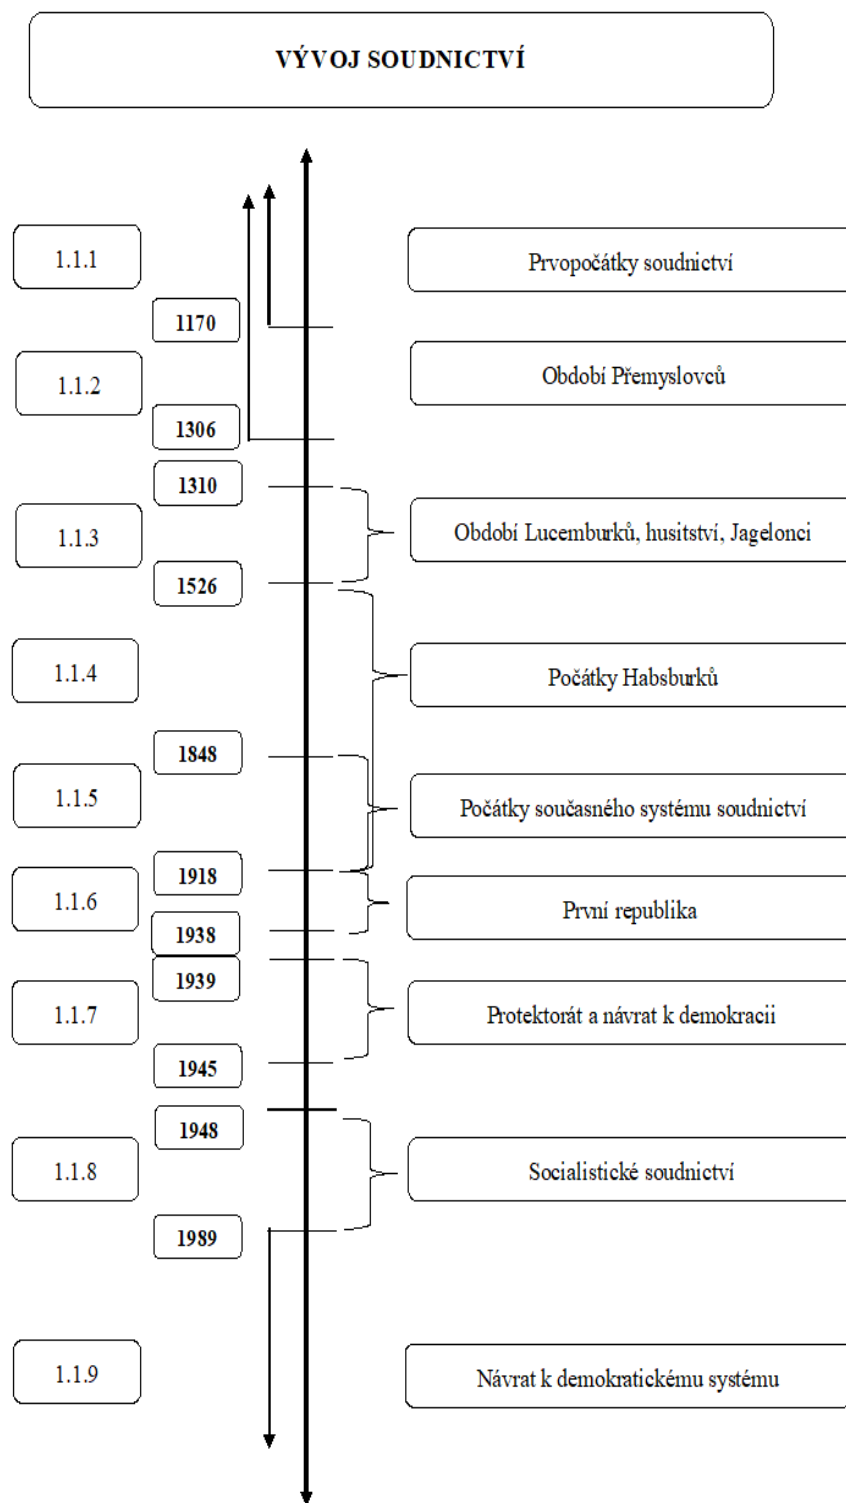 VÝVOJ SOUDNICTVÍ
1.1.1
Prvopočátky soudnictví
1170
1.1.2
Období Přemyslovců
1306
1310
1.1.3
Období Lucemburků, husitství, Jagelonci
1526
1.1.4
Počátky Habsburků
1848
1.1.5
Počátky současného systému soudnictví
1918
1.1.6
První republika
1938
1939
1.1.7
Protektorát a návrat k demokracii
1945
1948
1.1.8
Socialistické soudnictví
1989
1.1.9
Návrat k demokratickému systému